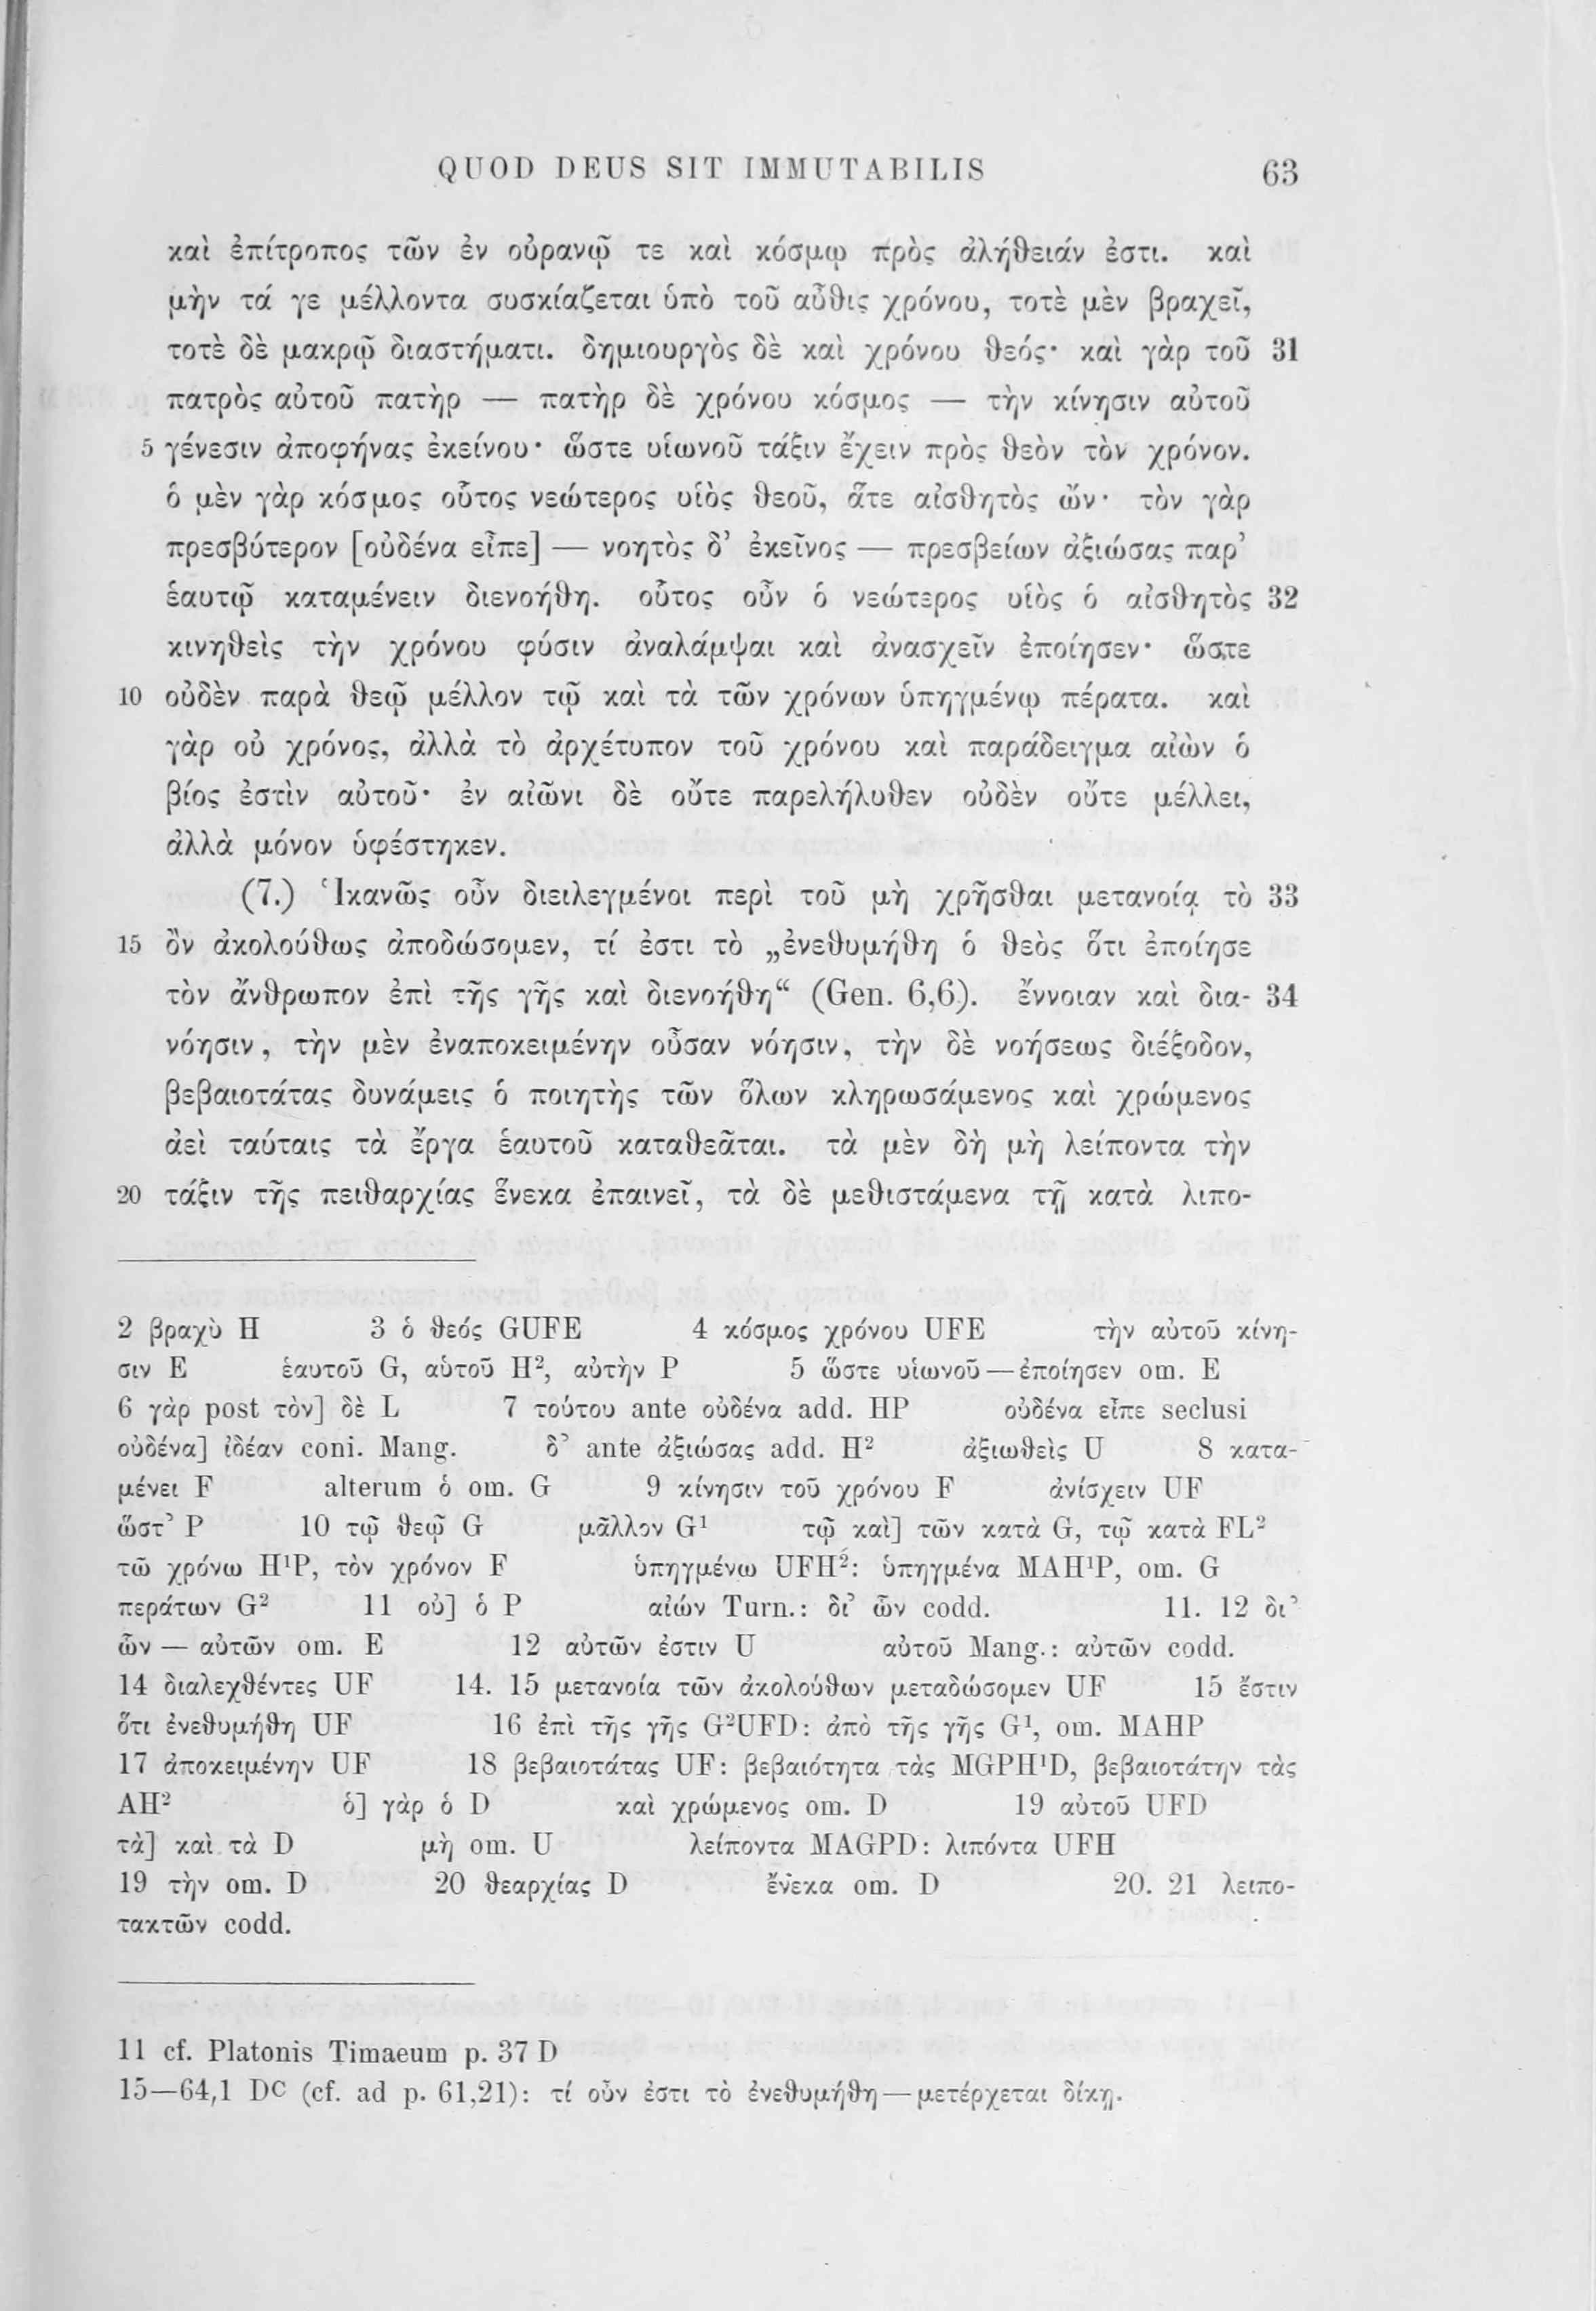 QUOD DEUS SIT IMMUTABILIS 63
καὶ ἐπίτροπος τῶν ἐν οὐρανῷ τε καὶ κόσμῳ πρὸς ἀλήθειάν ἐστι. καὶ
μὴν τά γε μέλλοντα συσκίαζεται ὑπὸ τοῦ αὖθις χρόνου, τοτὲ μὲν βραχεῖ,
τοτὲ δὲ μακρῷ διαστήματι. δημιουργὸς δὲ καὶ χρόνου θεός· καὶ γὰρ τοῦ 31
πατρὸς αὐτοῦ πατὴρ — πατὴρ δὲ χρόνου κόσμος — τὴν κίνησιν αὐτοῦ
5 γένεσιν ἀποφήνας ἐκείνου· ὥστε υἱωνοῦ τάξιν ἔχειν πρὸς θεὸν τὸν χρόνον.
ὁ μὲν γὰρ κόσμος οὗτος νεώτερος υἱὸς θεοῦ, ἅτε αἰσθητὸς ὤν· τὸν γὰρ
πρεσβύτερον [οὐδένα εἶπε] — νοητὸς δ’ ἐκεῖνος — πρεσβείων ἀξιώσας παρ’
ἑαυτῷ καταμένειν διενοήθη. οὗτος οὖν ὁ νεώτερος υἱὸς ὁ αἰσθητὸς 32
κινηθεὶς τὴν χρόνου φύσιν ἀναλάμψαι καὶ ἀνασχεῖν ἐποίησεν· ὥστε
10 οὐδὲν παρὰ θεῷ μέλλον τῷ καὶ τὰ τῶν χρόνων ὑπηγμένῳ πέρατα. καὶ
γὰρ οὐ χρόνος, ἀλλὰ τὸ ἀρχέτυπον τοῦ χρόνου καὶ παράδειγμα αἰὼν ὁ
βίος ἐστὶν αὐτοῦ· ἐν αἰῶνι δὲ οὔτε παρελήλυθεν οὐδὲν οὔτε μέλλει,
ἀλλὰ μόνον ὑφέστηκεν.
(7.) Ἱκανῶς οὖν διειλεγμένοι περὶ τοῦ μὴ χρῆσθαι μετανοίᾳ τὸ 33
15 ὂν ἀκολούθως ἀποδώσομεν, τί ἐστι τὸ „ἐνεθυμήθη ὁ θεὸς ὅτι ἐποίησε
τὸν ἄνθρωπον ἐπὶ τῆς γῆς καὶ διενοήθη“ (Gen. 6,6). ἔννοιαν καὶ δια- 34
νόησιν, τὴν μὲν ἐναποκειμένην οὖσαν νόησιν, τὴν δὲ νοήσεως διέξοδον,
βεβαιοτάτας δυνάμεις ὁ ποιητὴς τῶν ὅλων κληρωσάμενος καὶ χρώμενος
ἀεὶ ταύταις τὰ ἔργα ἑαυτοῦ καταθεᾶται. τὰ μὲν δὴ μὴ λείποντα τὴν
20 τάξιν τῆς πειθαρχίας ἕνεκα ἐπαινεῖ, τὰ δὲ μεθιστάμενα τῇ κατὰ λιπο-
2 βραχὺ H 3 ὁ θεός GUFE 4 κόσμος χρόνου UFE τὴν αὐτοῦ κίνη-
σιν E ἑαυτοῦ G, αὑτοῦ H², αὐτὴν P 5 ὥστε υἱωνοῦ — ἐποίησεν om. E
6 γὰρ post τὸν] δὲ L 7 τούτου ante οὐδένα add. HP οὐδένα εἶπε seclusi
οὐδένα] ἰδέαν coni. Mang. δ’ ante ἀξιώσας add. H² ἀξιωθεὶς U 8 κατα-
μένει F alterum ὁ om. G 9 κίνησιν τοῦ χρόνου F ἀνίσχειν UF
ὥστ’ P 10 τῷ θεῷ G μᾶλλον G¹ τῷ καὶ] τῶν κατὰ G, τῷ κατὰ FL²
τῶ χρόνω H¹P, τὸν χρόνον F ὑπηγμένω UFH²: ὑπηγμένα MAH¹P, om. G
περάτων G² 11 οὐ] ὁ P αἰών Turn.: δι’ ὧν codd. 11. 12 δι’
ὧν — αὐτῶν om. E 12 αὐτῶν ἐστιν U αὐτοῦ Mang.: αὐτῶν codd.
14 διαλεχθέντες UF 14. 15 μετανοία τῶν ἀκολούθων μεταδώσομεν UF 15 ἔστιν
ὅτι ἐνεθυμήθη UF 16 ἐπὶ τῆς γῆς G²UFD: ἀπὸ τῆς γῆς G¹, om. MAHP
17 ἀποκειμένην UF 18 βεβαιοτάτας UF: βεβαιότητα τὰς MGPH¹D, βεβαιοτάτην τὰς
AH² ὁ] γὰρ ὁ D καὶ χρώμενος om. D 19 αὐτοῦ UFD
τὰ] καὶ τὰ D μὴ om. U λείποντα MAGPD: λιπόντα UFH
19 τὴν om. D 20 θεαρχίας D ἕνεκα om. D 20. 21 λειπο-
τακτῶν codd.
11 cf. Platonis Timaeum p. 37 D
15—64,1 Dᶜ (cf. ad p. 61,21): τί οὖν ἐστι τὸ ἐνεθυμήθη — μετέρχεται δίκῃ.